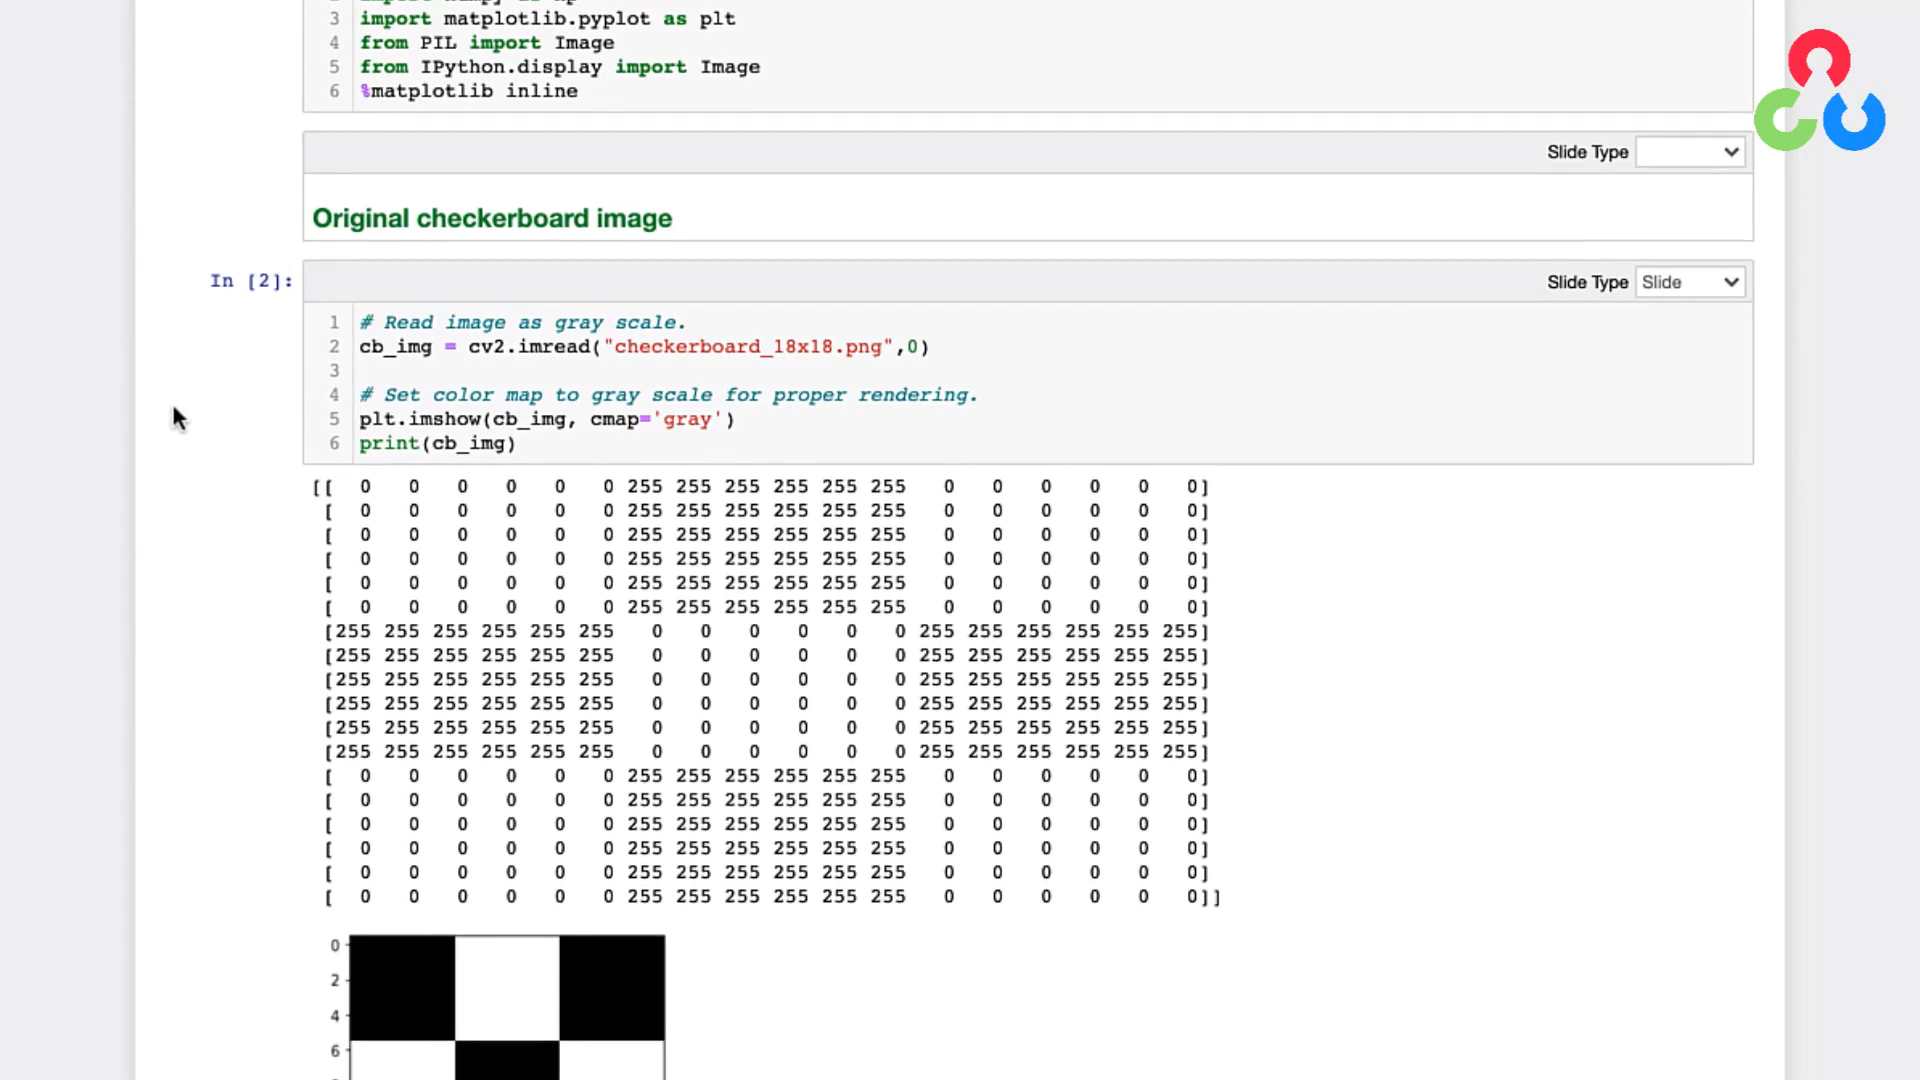 3 import matplotlib.pyplot as plt
4 from PIL import Image
5 from IPython.display import Image
6 %matplotlib inline
Slide Type
Original checkerboard image
In [2]:
Slide Type Slide
1 # Read image as gray scale.
2 cb_img = cv2.imread("checkerboard_18x18.png",0)
3
4 # Set color map to gray scale for proper rendering.
5 plt.imshow(cb_img, cmap='gray')
6 print(cb_img)
[[ 0 0 0 0 0 0 255 255 255 255 255 255 0 0 0 0 0 0]
[ 0 0 0 0 0 0 255 255 255 255 255 255 0 0 0 0 0 0]
[ 0 0 0 0 0 0 255 255 255 255 255 255 0 0 0 0 0 0]
[ 0 0 0 0 0 0 255 255 255 255 255 255 0 0 0 0 0 0]
[ 0 0 0 0 0 0 255 255 255 255 255 255 0 0 0 0 0 0]
[ 0 0 0 0 0 0 255 255 255 255 255 255 0 0 0 0 0 0]
[255 255 255 255 255 255 0 0 0 0 0 0 255 255 255 255 255 255]
[255 255 255 255 255 255 0 0 0 0 0 0 255 255 255 255 255 255]
[255 255 255 255 255 255 0 0 0 0 0 0 255 255 255 255 255 255]
[255 255 255 255 255 255 0 0 0 0 0 0 255 255 255 255 255 255]
[255 255 255 255 255 255 0 0 0 0 0 0 255 255 255 255 255 255]
[255 255 255 255 255 255 0 0 0 0 0 0 255 255 255 255 255 255]
[ 0 0 0 0 0 0 255 255 255 255 255 255 0 0 0 0 0 0]
[ 0 0 0 0 0 0 255 255 255 255 255 255 0 0 0 0 0 0]
[ 0 0 0 0 0 0 255 255 255 255 255 255 0 0 0 0 0 0]
[ 0 0 0 0 0 0 255 255 255 255 255 255 0 0 0 0 0 0]
[ 0 0 0 0 0 0 255 255 255 255 255 255 0 0 0 0 0 0]
[ 0 0 0 0 0 0 255 255 255 255 255 255 0 0 0 0 0 0]]
0
2
4
6